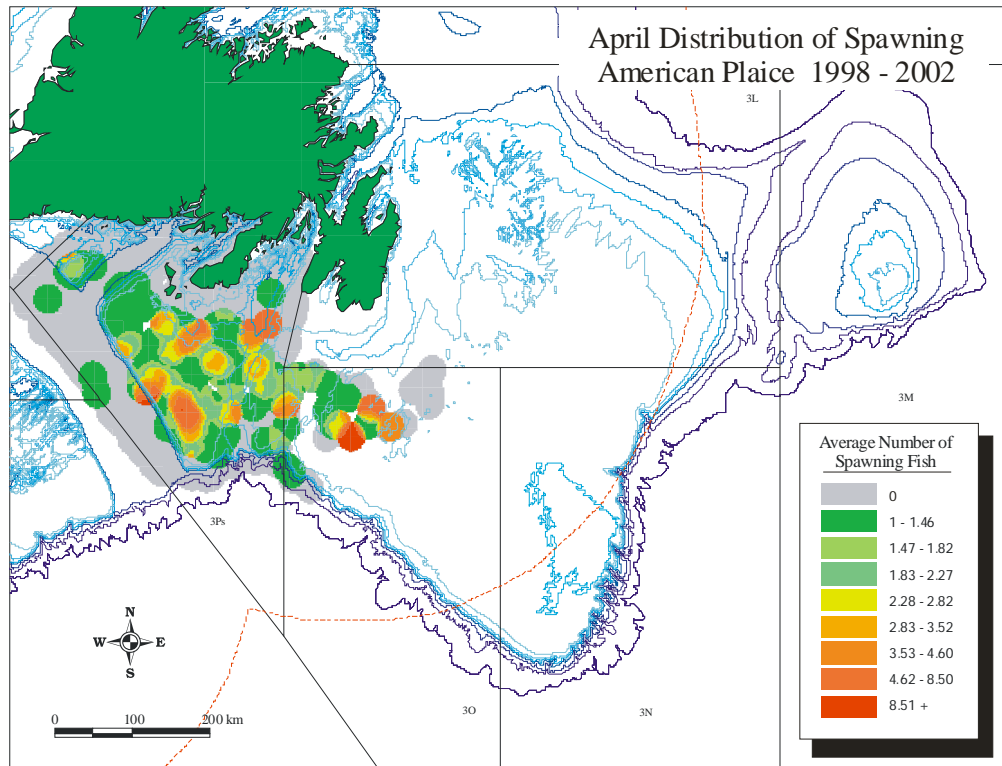 April Distribution of Spawning
American Plaice 1998 - 2002
3L
3M
Average Number of
Spawning Fish
0
1 - 1.46
1.47 - 1.82
1.83 - 2.27
2.28 - 2.82
2.83 - 3.52
3.53 - 4.60
4.62 - 8.50
8.51 +
3Ps
N
W E
S
0 100 200 km
3O
3N